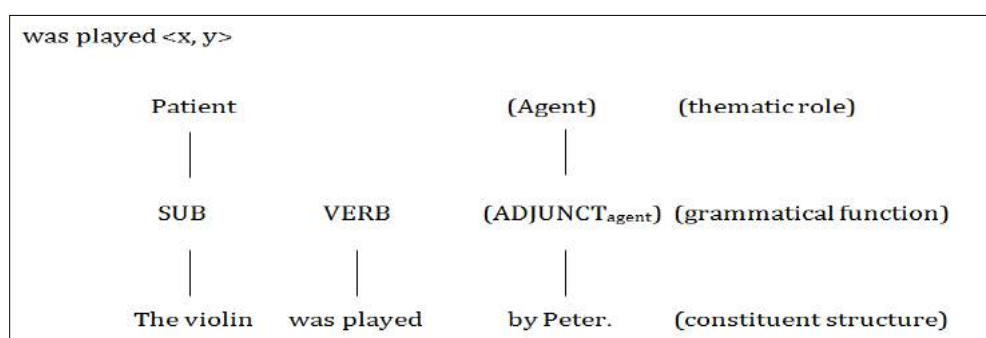 was played <x, y>
Patient (Agent) (thematic role)
SUB VERB (ADJUNCTagent) (grammatical function)
The violin was played by Peter. (constituent structure)